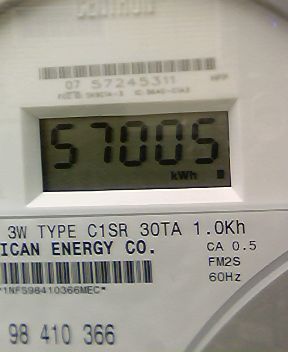 CENTRON
07 57245311
57005
kWh
3W TYPE C1SR 30TA 1.0Kh
ICAN ENERGY CO. CA 0.5
FM2S
60Hz
*1NFS98410366MEC*
98 410 366